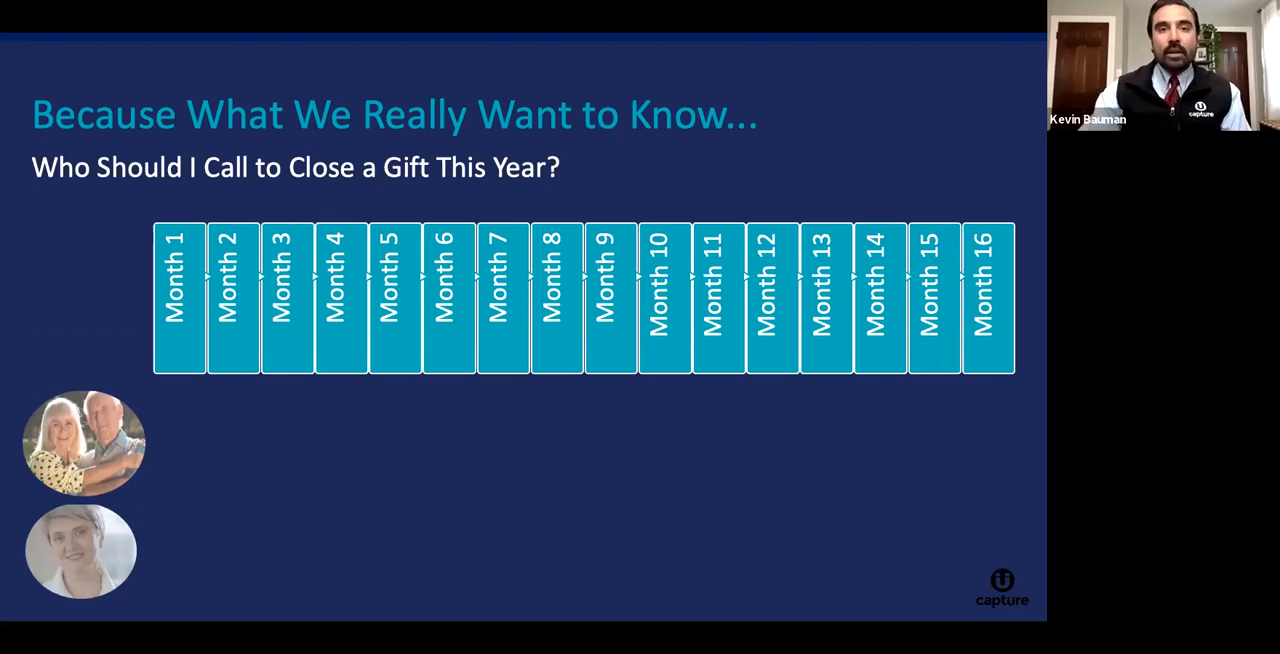 Because What We Really Want to Know...
Who Should I Call to Close a Gift This Year?
Month 1
Month 2
Month 3
Month 4
Month 5
Month 6
Month 7
Month 8
Month 9
Month 10
Month 11
Month 12
Month 13
Month 14
Month 15
Month 16
capture
Kevin Bauman
capture